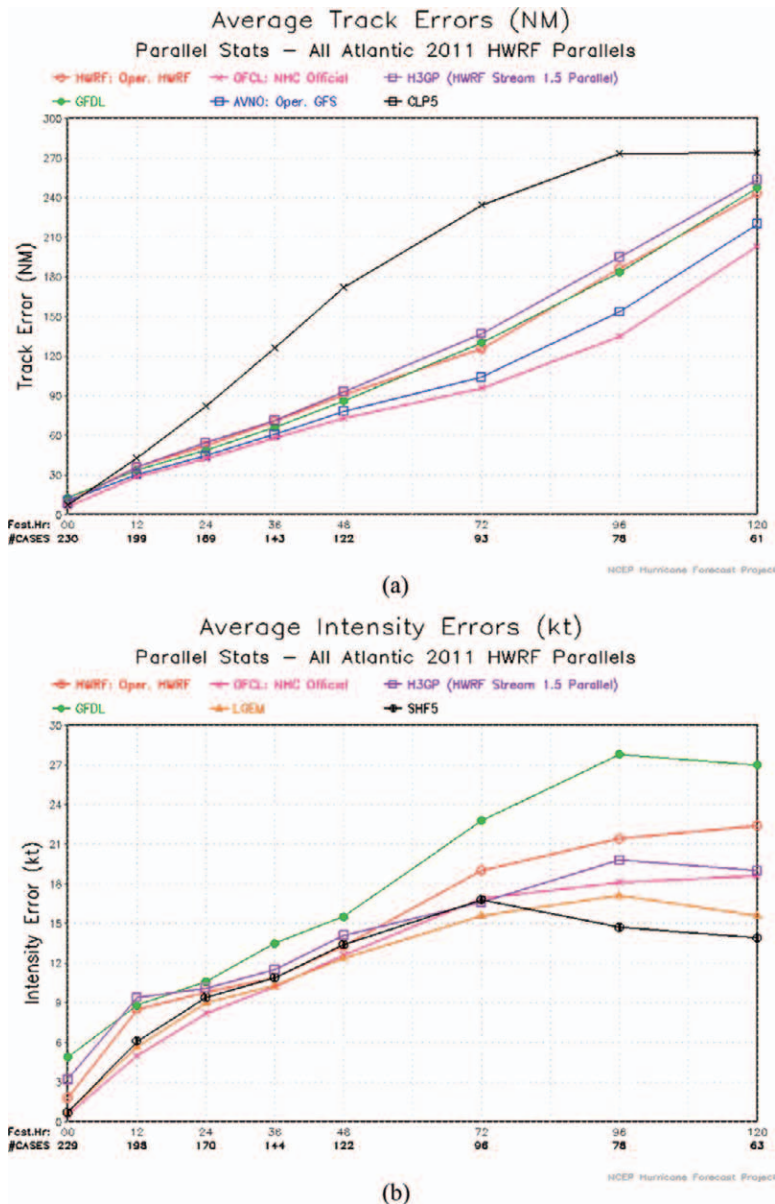 Average Track Errors (NM)
Parallel Stats – All Atlantic 2011 HWRF Parallels
HWRF: Oper. HWRF OFCL: NHC Official H3GP (HWRF Stream 1.5 Parallel)
GFDL AVNO: Oper. GFS CLP5
300
270
240
210
180
150
120
90
60
30
0
Track Error (NM)
Fcst.Hr: 00 12 24 36 48 72 96 120
#CASES 230 199 169 143 122 93 78 61
NCEP Hurricane Forecast Project
(a)
Average Intensity Errors (kt)
Parallel Stats – All Atlantic 2011 HWRF Parallels
HWRF: Oper. HWRF OFCL: NHC Official H3GP (HWRF Stream 1.5 Parallel)
GFDL LGEM SHF5
30
27
24
21
18
15
12
9
6
3
0
Intensity Error (kt)
Fcst.Hr: 00 12 24 36 48 72 96 120
#CASES 229 198 170 144 122 96 78 63
NCEP Hurricane Forecast Project
(b)